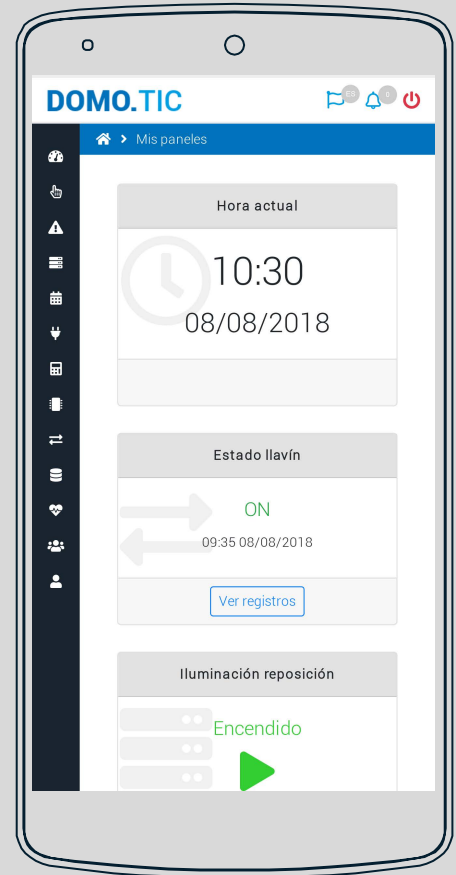 DOMO.TIC
Mis paneles
Hora actual
10:30
08/08/2018
Estado llavín
ON
09:35 08/08/2018
Ver registros
Iluminación reposición
Encendido